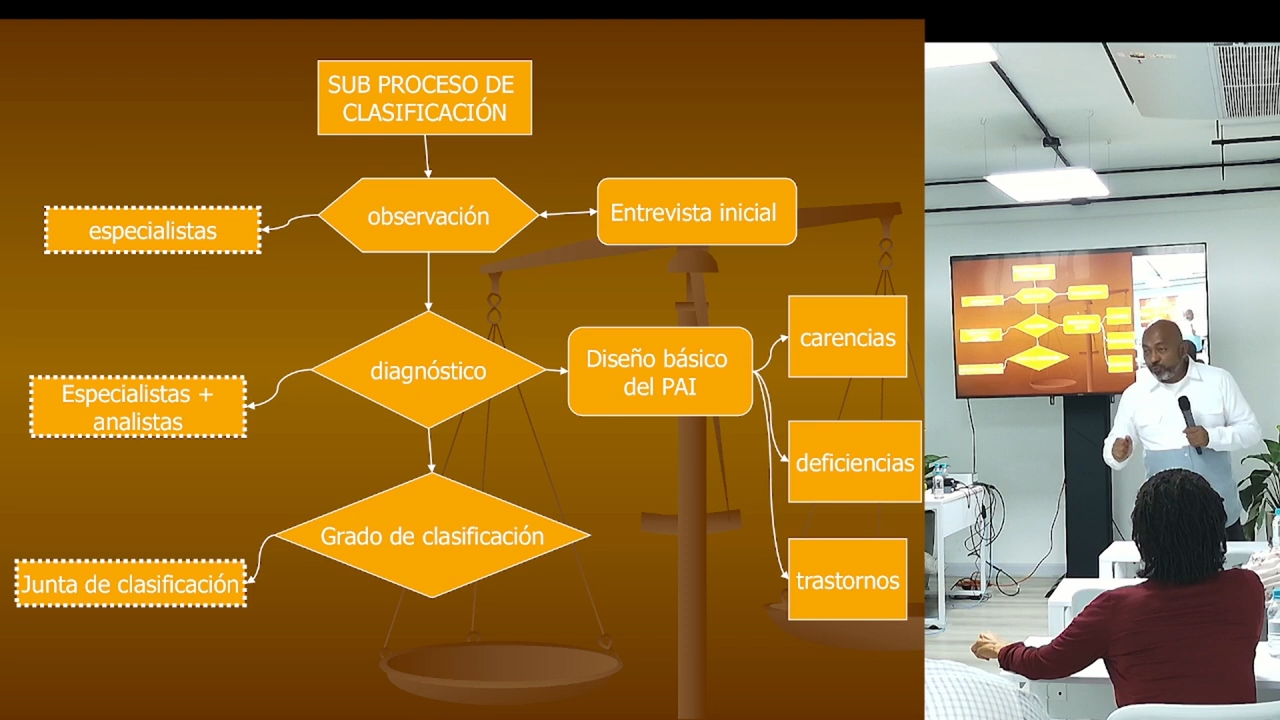 SUB PROCESO DE
CLASIFICACIÓN
observación
Entrevista inicial
especialistas
carencias
diagnóstico
Diseño básico
del PAI
Especialistas +
analistas
deficiencias
Grado de clasificación
trastornos
Junta de clasificación